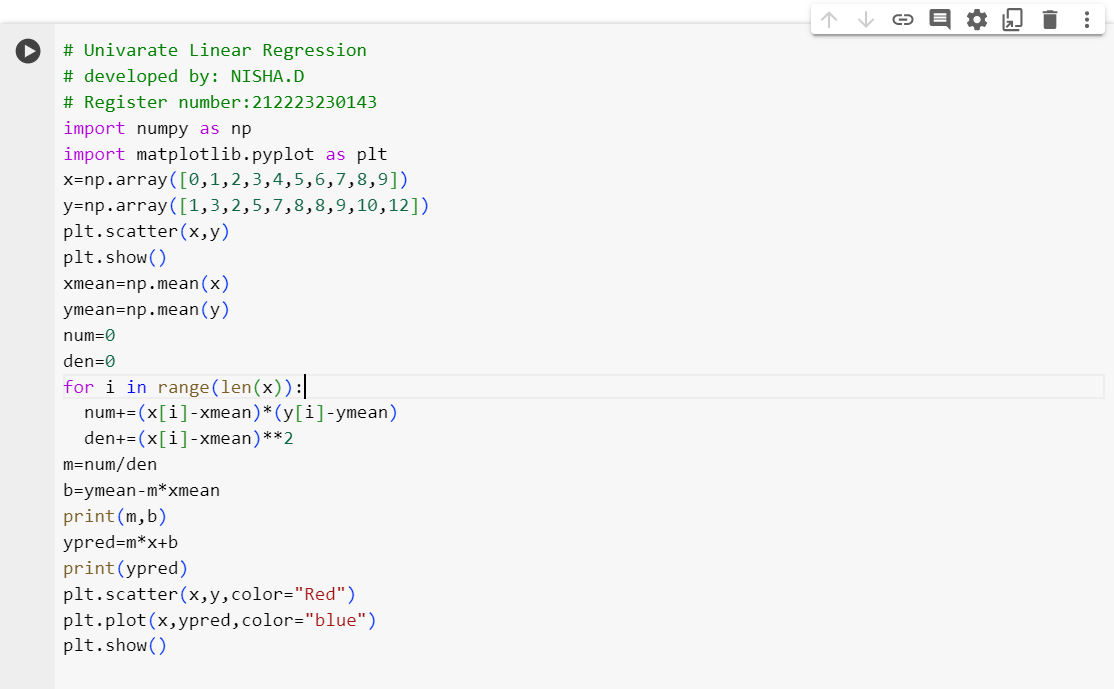 # Univarate Linear Regression
# developed by: NISHA.D
# Register number:212223230143
import numpy as np
import matplotlib.pyplot as plt
x=np.array([0,1,2,3,4,5,6,7,8,9])
y=np.array([1,3,2,5,7,8,8,9,10,12])
plt.scatter(x,y)
plt.show()
xmean=np.mean(x)
ymean=np.mean(y)
num=0
den=0
for i in range(len(x)):
  num+=(x[i]-xmean)*(y[i]-ymean)
  den+=(x[i]-xmean)**2
m=num/den
b=ymean-m*xmean
print(m,b)
ypred=m*x+b
print(ypred)
plt.scatter(x,y,color="Red")
plt.plot(x,ypred,color="blue")
plt.show()